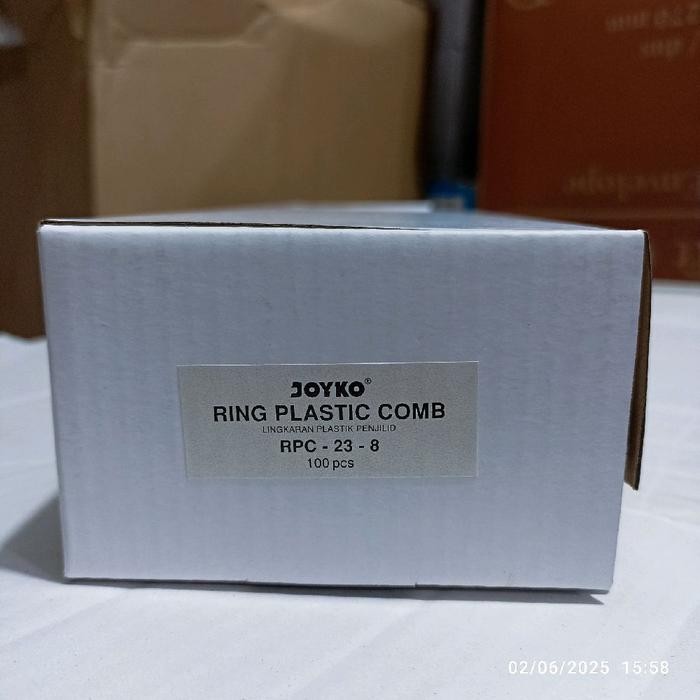 JOYKO®
RING PLASTIC COMB
LINGKARAN PLASTIK PENJILID
RPC - 23 - 8
100 pcs
02/06/2025 15:58